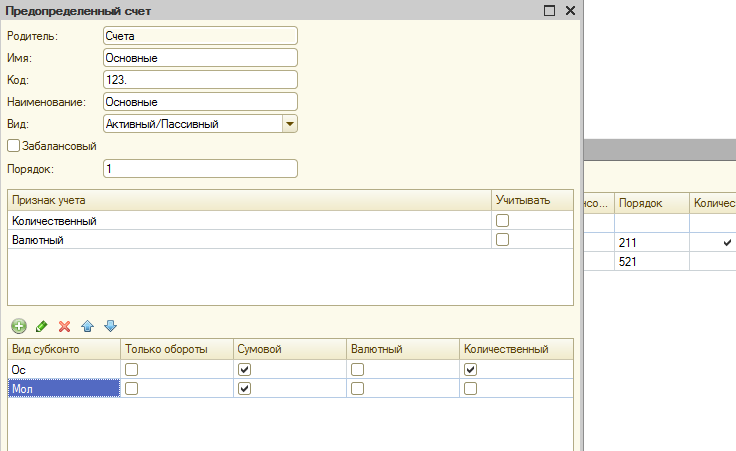 Предопределенный счет
Родитель: Счета
Имя: Основные
Код: 123.
Наименование: Основные
Вид: Активный/Пассивный
Забалансовый
Порядок: 1
Признак учета Учитывать
Количественный
Валютный
нсо... Порядок Количес
211
521
Вид субконто Только обороты Сумовой Валютный Количественный
Ос
Мол